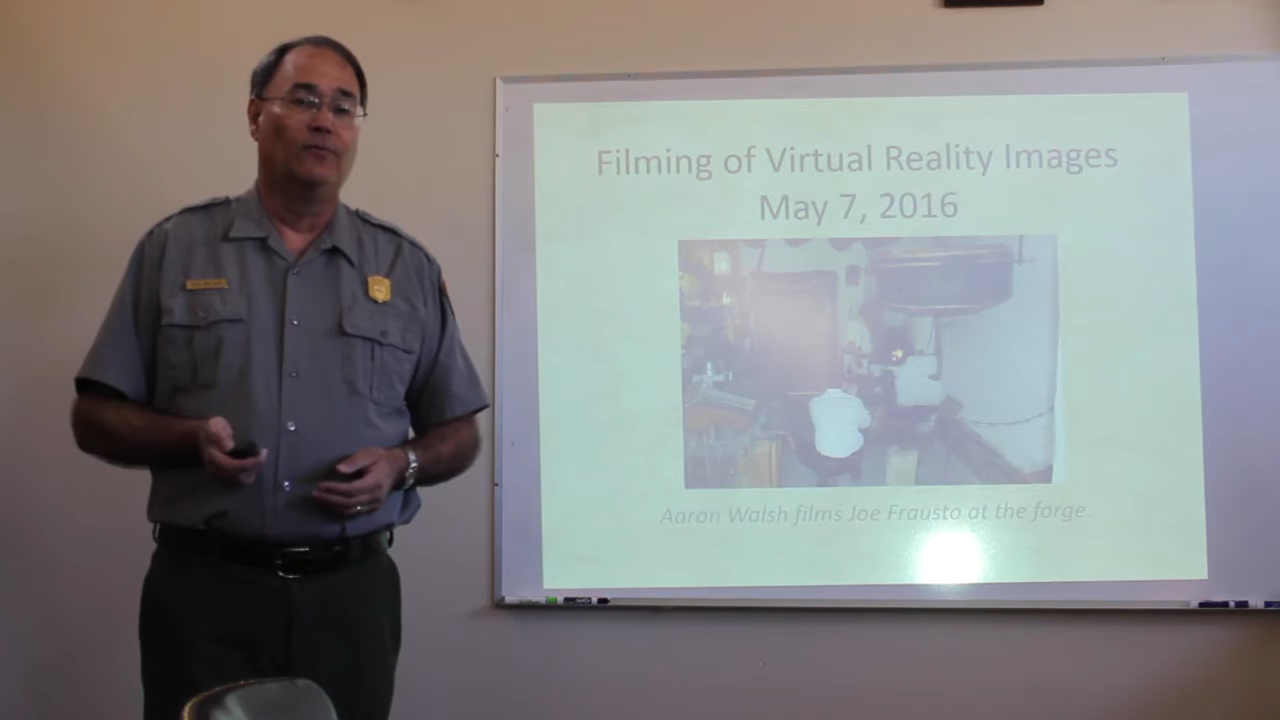 Filming of Virtual Reality Images
May 7, 2016
Aaron Walsh films Joe Frausto at the forge.